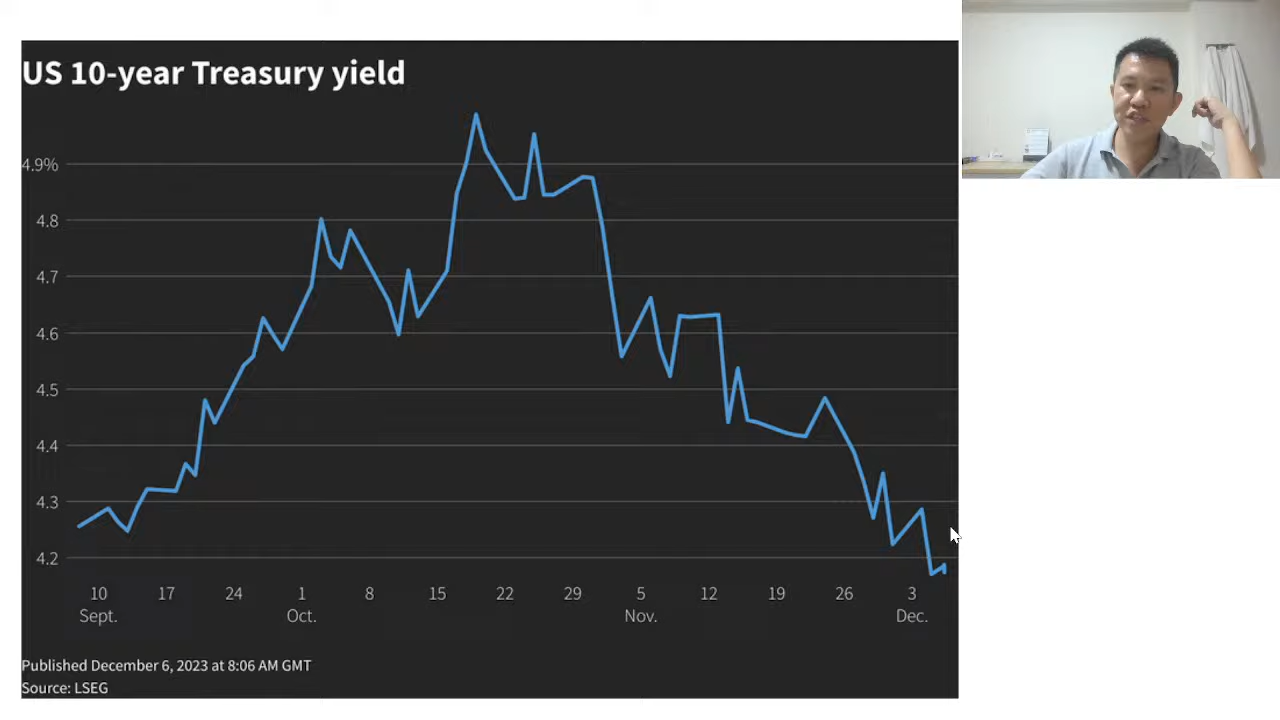 US 10-year Treasury yield
4.9%
4.8
4.7
4.6
4.5
4.4
4.3
4.2
10 17 24 1 8 15 22 29 5 12 19 26 3
Sept. Oct. Nov. Dec.
Published December 6, 2023 at 8:06 AM GMT
Source: LSEG